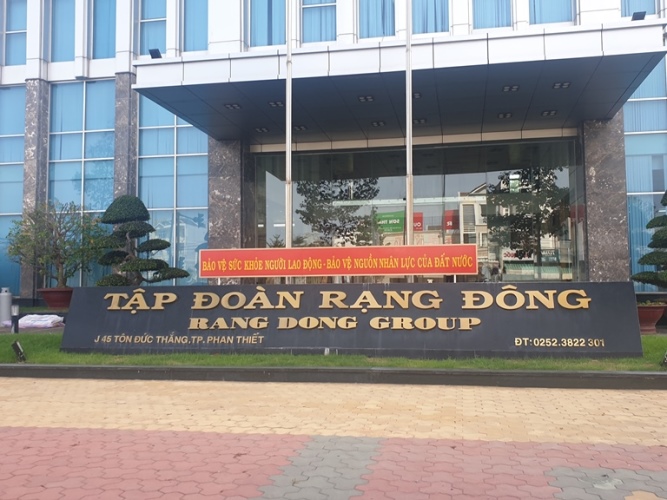 BẢO VỆ SỨC KHỎE NGƯỜI LAO ĐỘNG - BẢO VỆ NGUỒN NHÂN LỰC CỦA ĐẤT NƯỚC
TẬP ĐOÀN RẠNG ĐÔNG
RANG DONG GROUP
J 45 TÔN ĐỨC THẮNG.TP. PHAN THIẾT
ĐT: 0252.3822 301